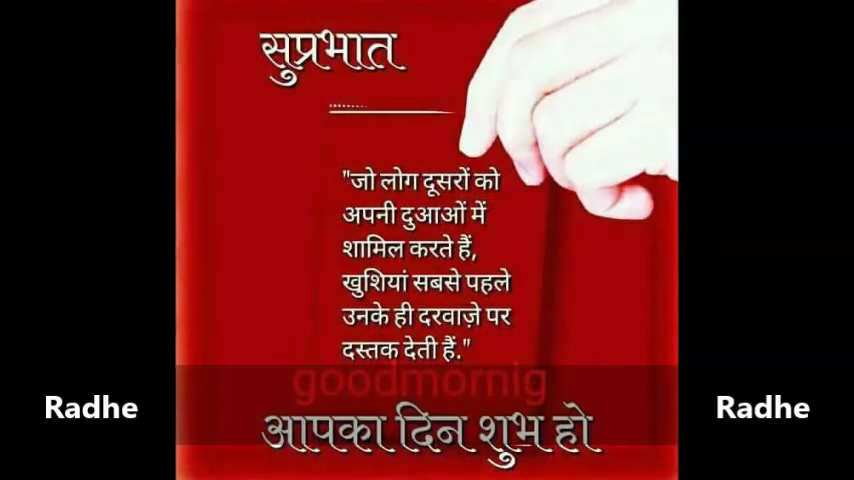 सुप्रभात
"जो लोग दूसरों को
अपनी दुआओं में
शामिल करते हैं,
खुशियां सबसे पहले
उनके ही दरवाज़े पर
दस्तक देती हैं."
goodmornig
Radhe
Radhe
आपका दिन शुभ हो